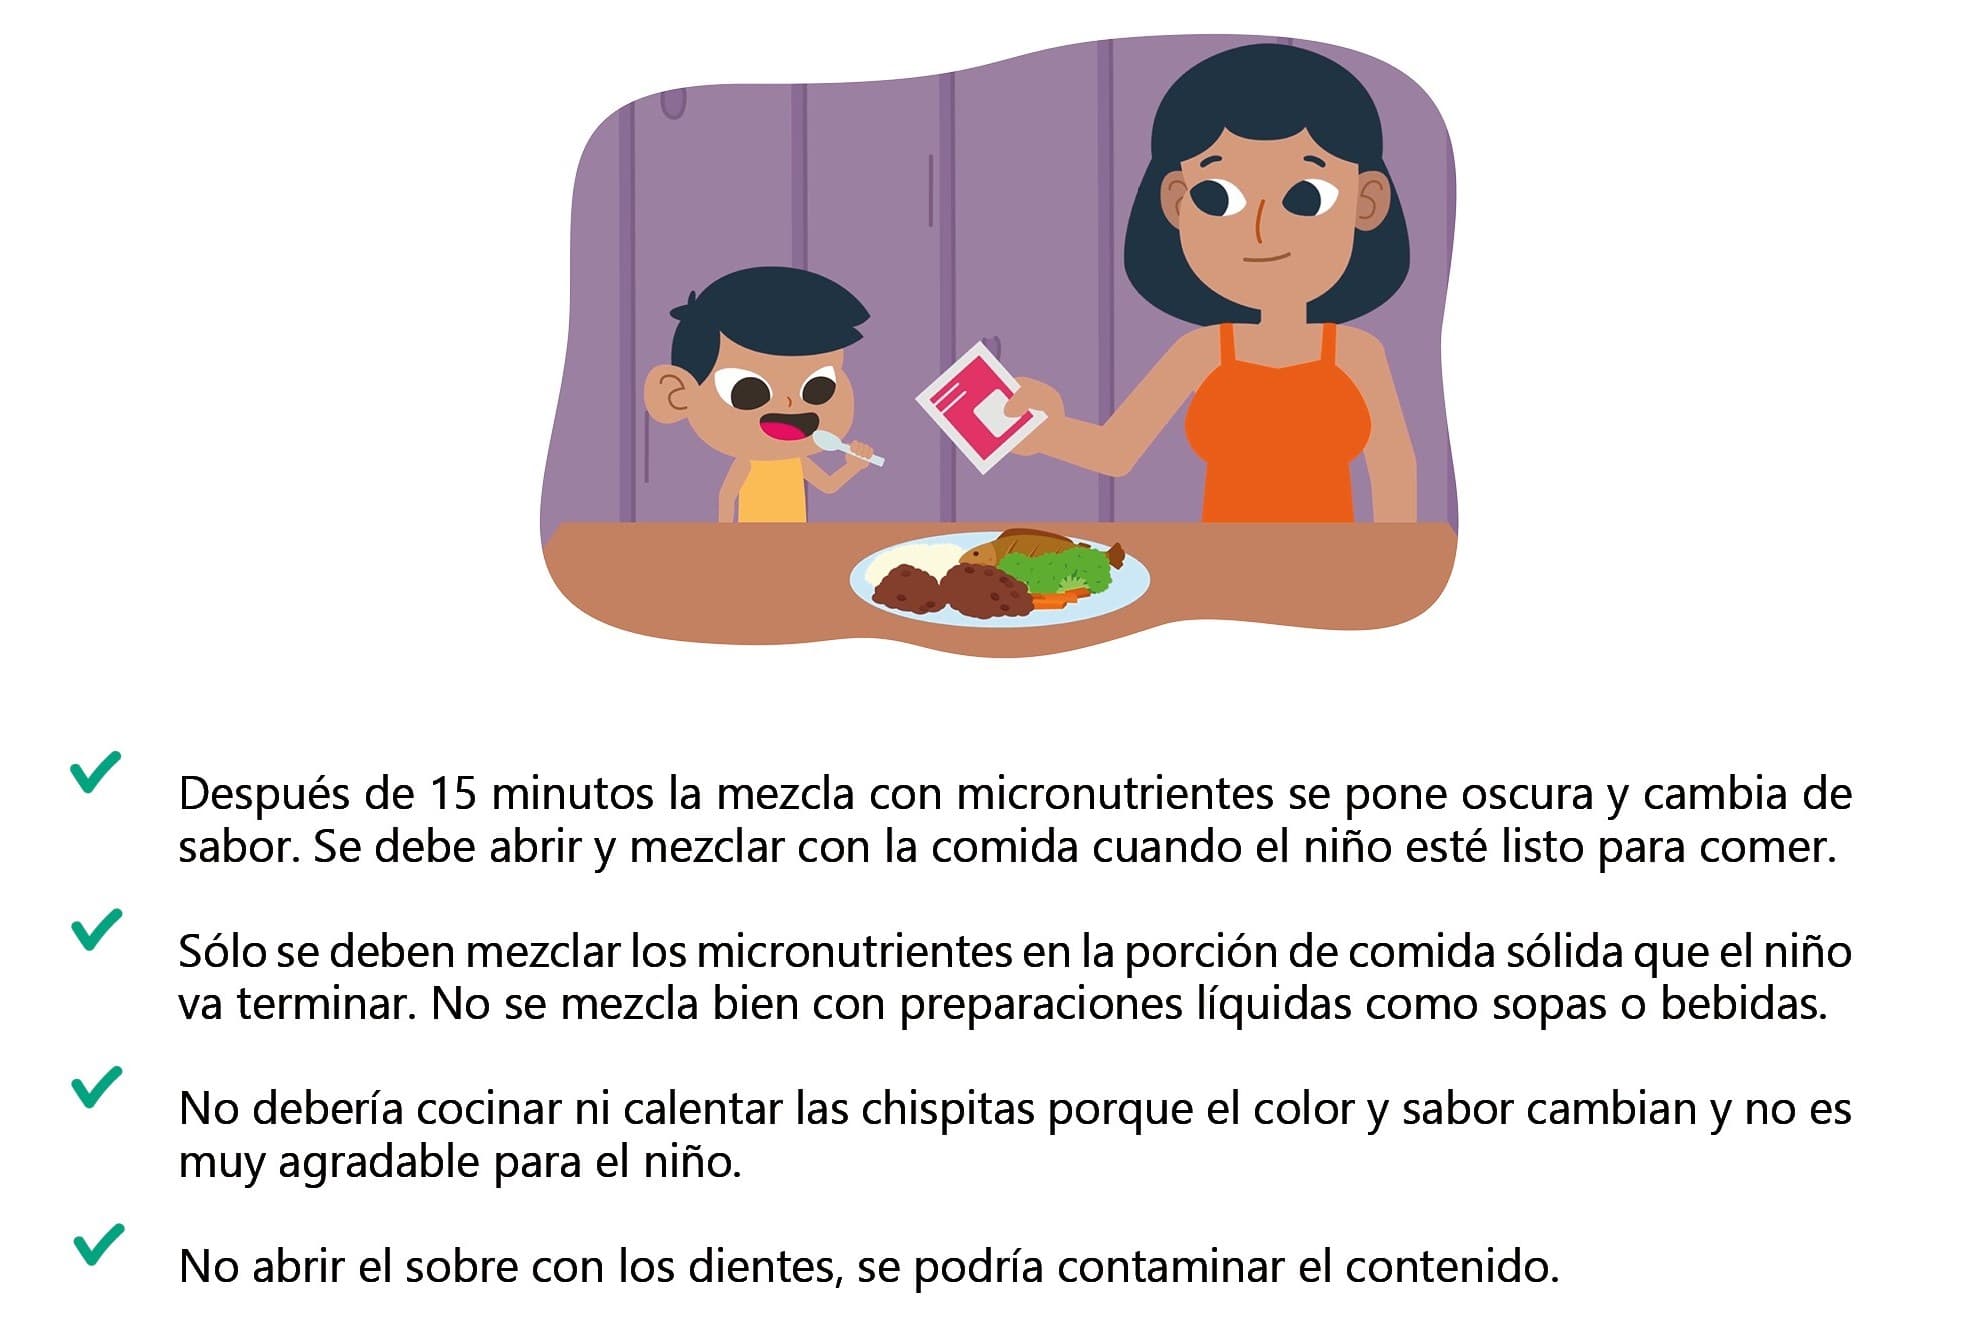 Después de 15 minutos la mezcla con micronutrientes se pone oscura y cambia de
sabor. Se debe abrir y mezclar con la comida cuando el niño esté listo para comer.
Sólo se deben mezclar los micronutrientes en la porción de comida sólida que el niño
va terminar. No se mezcla bien con preparaciones líquidas como sopas o bebidas.
No debería cocinar ni calentar las chispitas porque el color y sabor cambian y no es
muy agradable para el niño.
No abrir el sobre con los dientes, se podría contaminar el contenido.